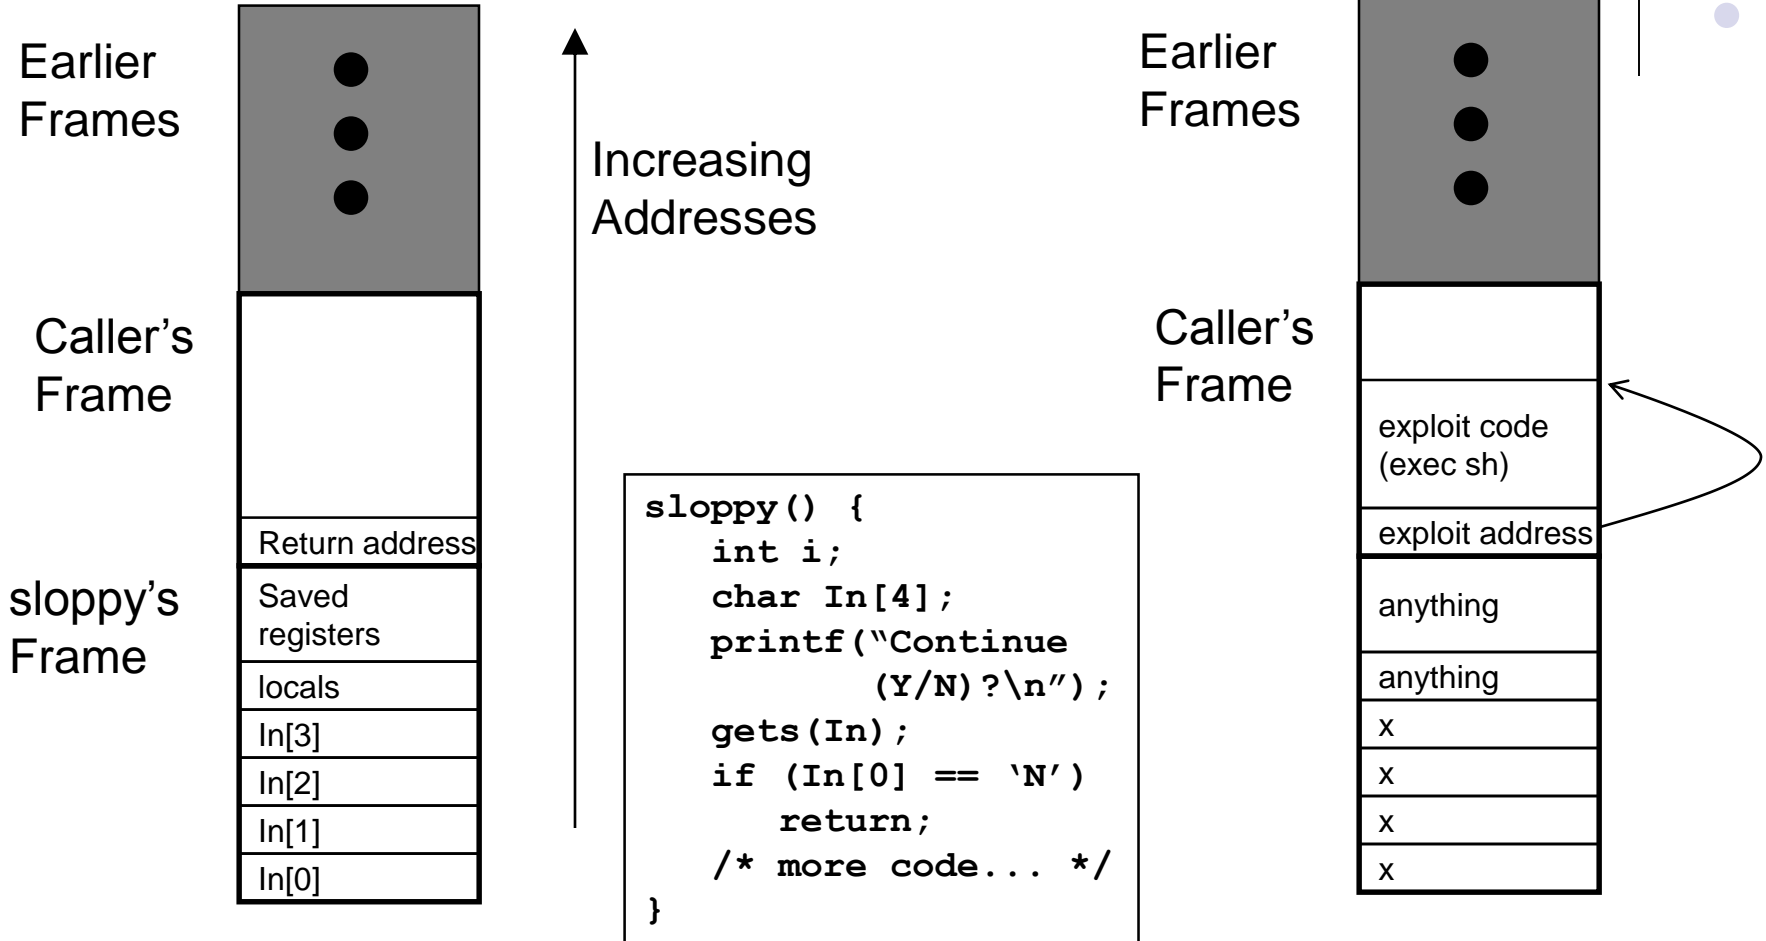 Earlier
Frames
Caller’s
Frame
Return address
sloppy’s
Frame
Saved
registers
locals
In[3]
In[2]
In[1]
In[0]
Increasing
Addresses
sloppy() {
int i;
char In[4];
printf(“Continue
(Y/N)?\n”);
gets(In);
if (In[0] == ‘N’)
return;
/* more code... */
}
Earlier
Frames
Caller’s
Frame
exploit code
(exec sh)
exploit address
anything
anything
x
x
x
x